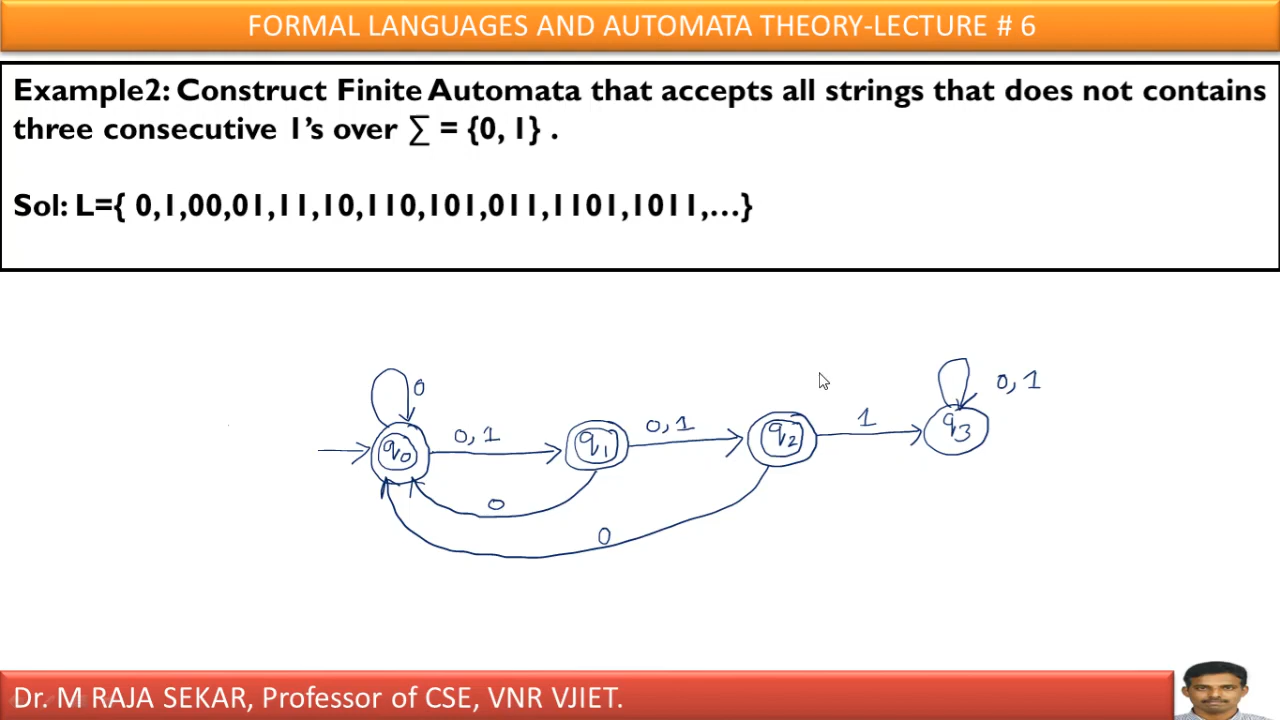 FORMAL LANGUAGES AND AUTOMATA THEORY-LECTURE # 6
Example2: Construct Finite Automata that accepts all strings that does not contains
three consecutive 1’s over ∑ = {0, 1} .
Sol: L={ 0,1,00,01,11,10,110,101,011,1101,1011,...}
0
0,1
0,1
0,1
1
q0
q1
q2
q3
0
0
Dr. M RAJA SEKAR, Professor of CSE, VNR VJIET.